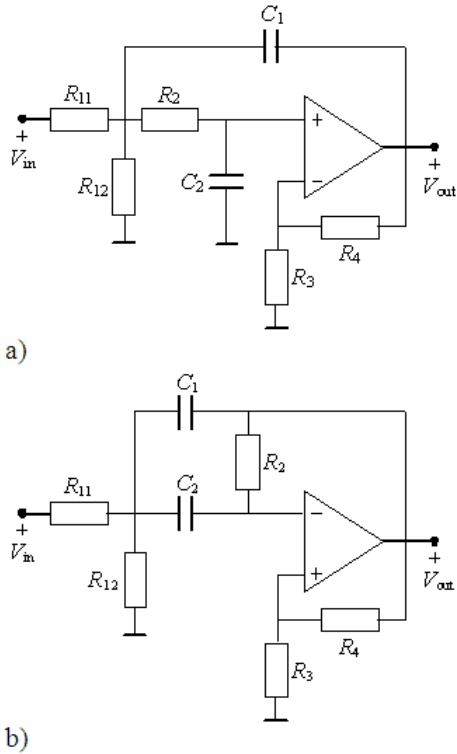 C1
R11
R2
+
+
Vin
R12
C2
−
+
Vout
R4
R3
a)
C1
R2
R11
C2
−
+
Vin
R12
+
+
Vout
R4
R3
b)